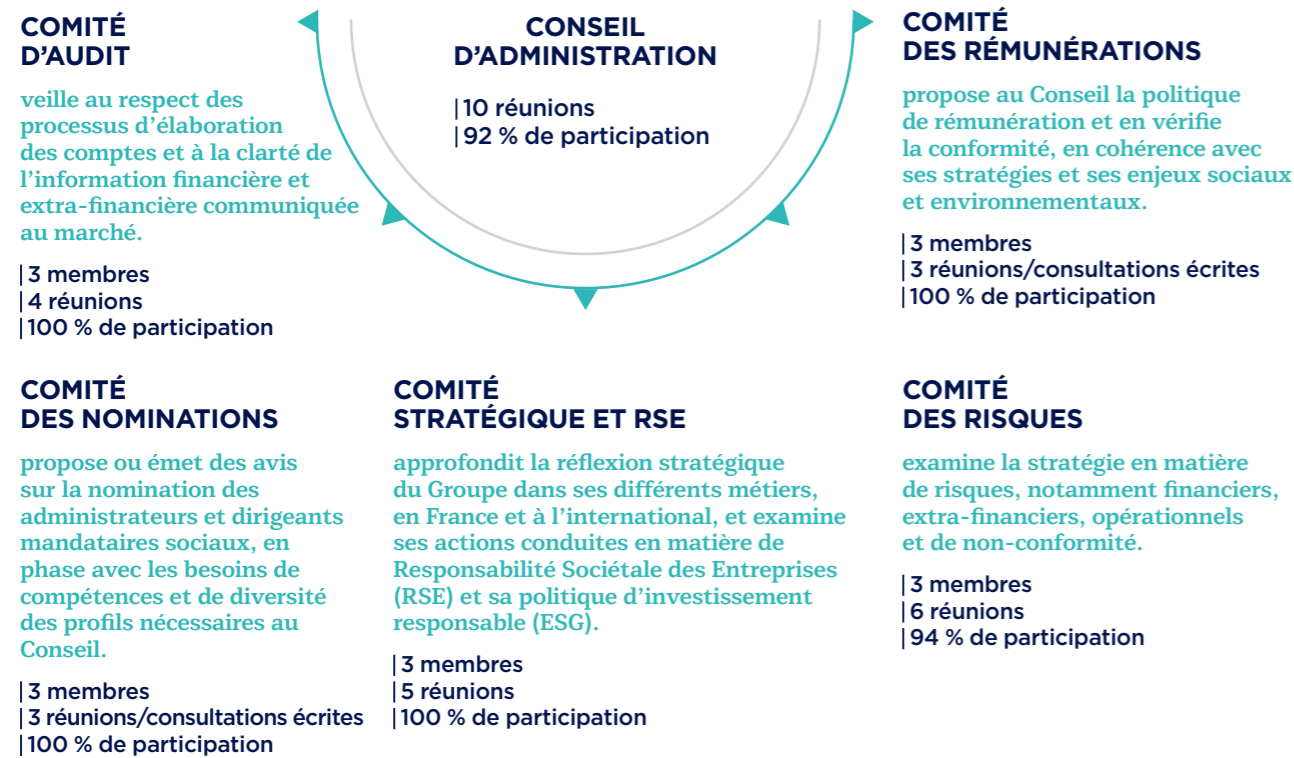 COMITÉ
D’AUDIT
veille au respect des
processus d’élaboration
des comptes et à la clarté de
l’information financière et
extra-financière communiquée
au marché.
|3 membres
|4 réunions
|100 % de participation
CONSEIL
D’ADMINISTRATION
|10 réunions
|92 % de participation
COMITÉ
DES RÉMUNÉRATIONS
propose au Conseil la politique
de rémunération et en vérifie
la conformité, en cohérence avec
ses stratégies et ses enjeux sociaux
et environnementaux.
|3 membres
|3 réunions/consultations écrites
|100 % de participation
COMITÉ
DES NOMINATIONS
propose ou émet des avis
sur la nomination des
administrateurs et dirigeants
mandataires sociaux, en
phase avec les besoins de
compétences et de diversité
des profils nécessaires au
Conseil.
|3 membres
|3 réunions/consultations écrites
|100 % de participation
COMITÉ
STRATÉGIQUE ET RSE
approfondit la réflexion stratégique
du Groupe dans ses différents métiers,
en France et à l’international, et examine
ses actions conduites en matière de
Responsabilité Sociétale des Entreprises
(RSE) et sa politique d’investissement
responsable (ESG).
|3 membres
|5 réunions
|100 % de participation
COMITÉ
DES RISQUES
examine la stratégie en matière
de risques, notamment financiers,
extra-financiers, opérationnels
et de non-conformité.
|3 membres
|6 réunions
|94 % de participation